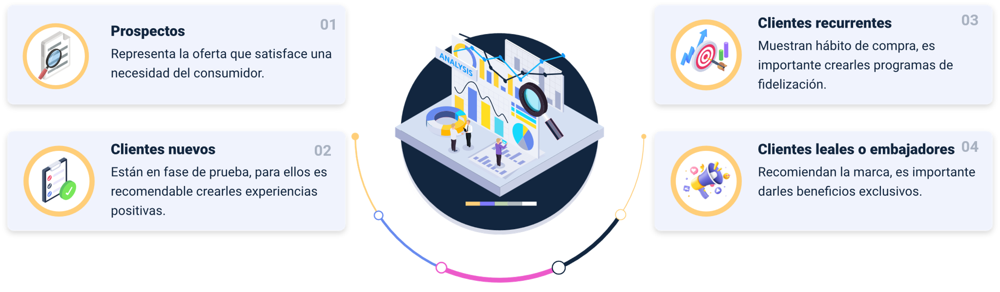 01
Prospectos
Representa la oferta que satisface una
necesidad del consumidor.
02
Clientes nuevos
Están en fase de prueba, para ellos es
recomendable crearles experiencias
positivas.
ANALYSIS
03
Clientes recurrentes
Muestran hábito de compra, es
importante crearles programas de
fidelización.
04
Clientes leales o embajadores
Recomiendan la marca, es importante
darles beneficios exclusivos.